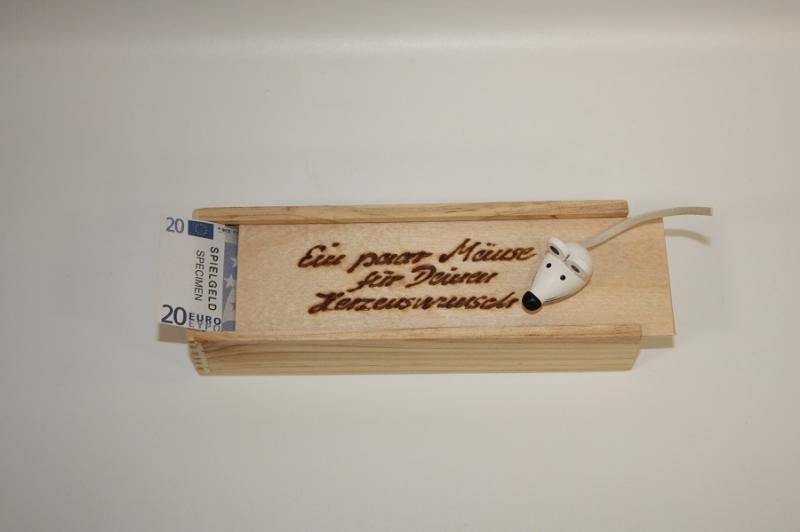 Ein paar Mäuse
für Deinen
Herzenswunsch
20
SPIELGELD
SPECIMEN
20 EURO